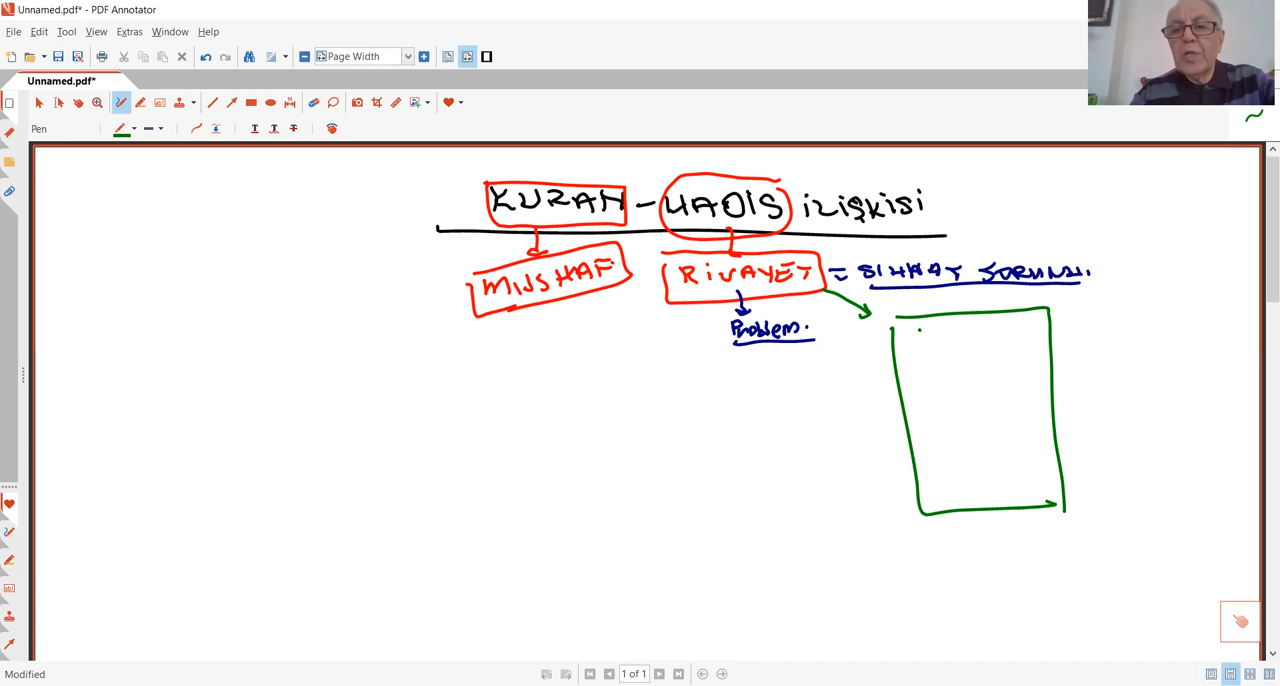 Unnamed.pdf* - PDF Annotator
File Edit Tool View Extras Window Help
Page Width
Unnamed.pdf*
Pen
KURAN - HADİS İLİŞKİSİ
MUSHAF RİVAYET = SIHHAT SORUNU.
Problem.
Modified
1 of 1